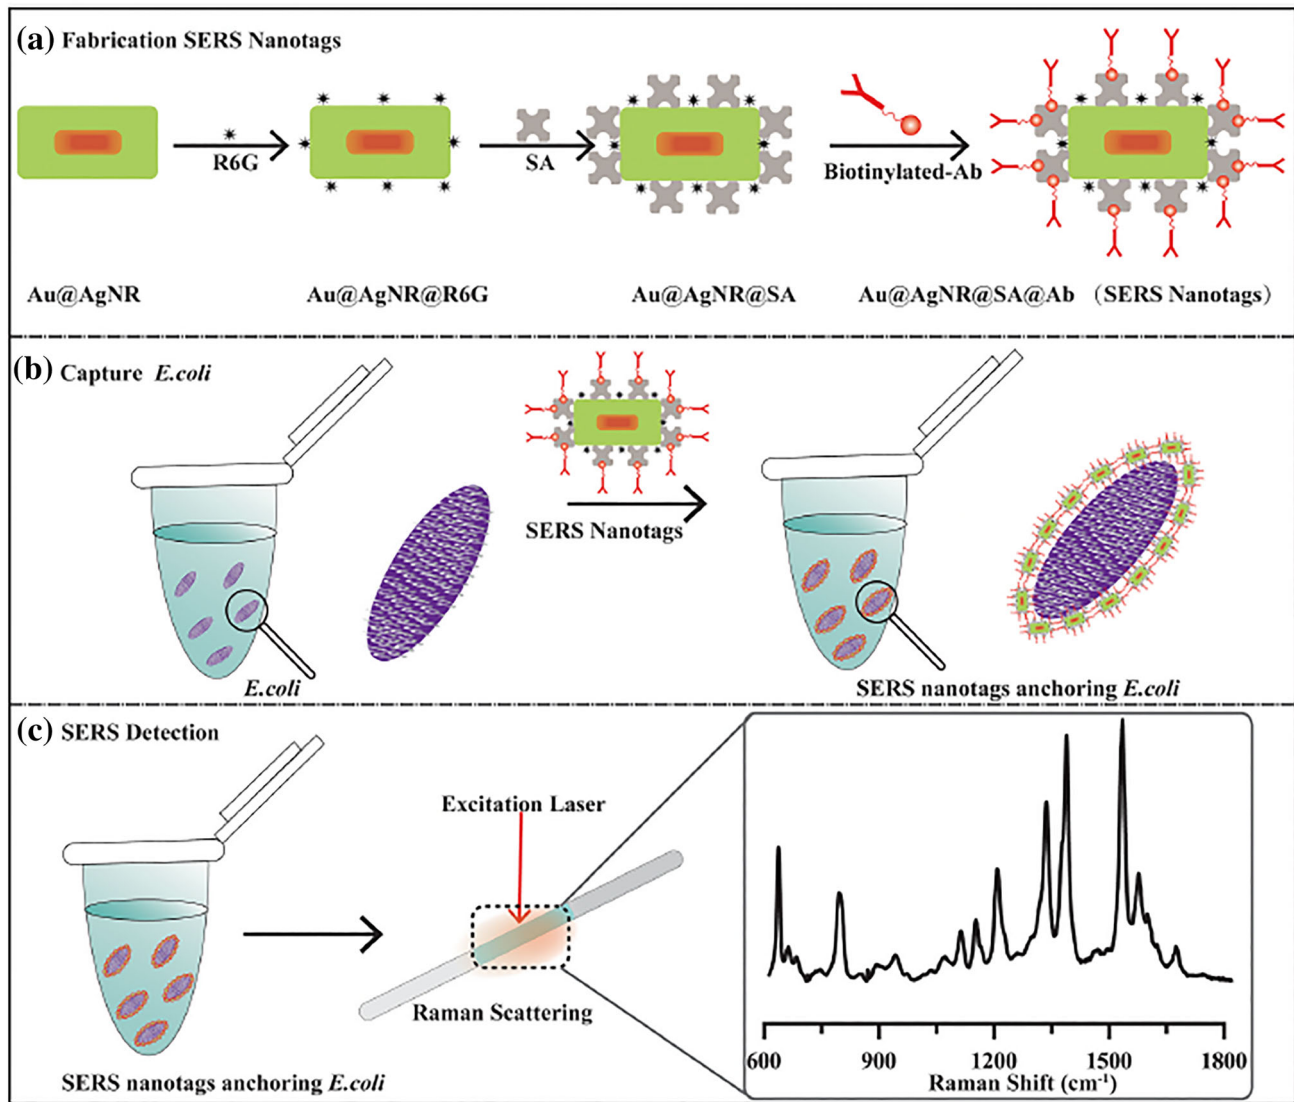 (a) Fabrication SERS Nanotags
R6G
SA
Biotinylated-Ab
Au@AgNR
Au@AgNR@R6G
Au@AgNR@SA
Au@AgNR@SA@Ab (SERS Nanotags)
(b) Capture E.coli
SERS Nanotags
E.coli
SERS nanotags anchoring E.coli
(c) SERS Detection
Excitation Laser
Raman Scattering
SERS nanotags anchoring E.coli
600 900 1200 1500 1800
Raman Shift (cm⁻¹)